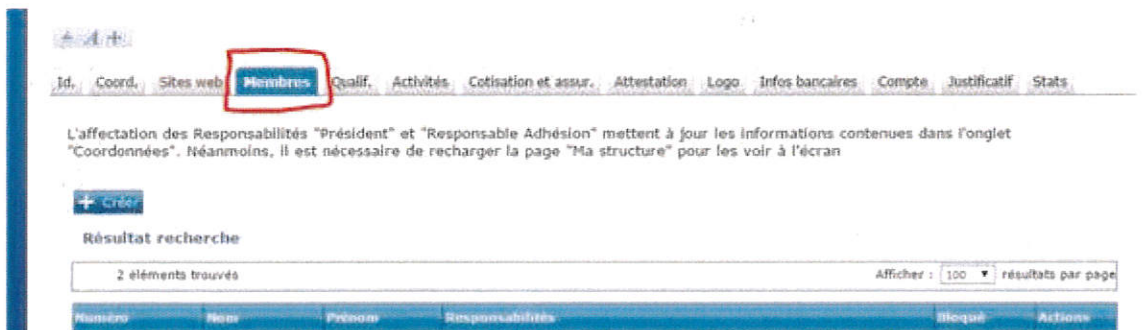 A A A
Id. Coord. Sites web Membres Qualif. Activités Cotisation et assur. Attestation Logo Infos bancaires Compte Justificatif Stats
L'affectation des Responsabilités "Président" et "Responsable Adhésion" mettent à jour les informations contenues dans l'onglet
"Coordonnées". Néanmoins, il est nécessaire de recharger la page "Ma structure" pour les voir à l'écran
+ Créer
Résultat recherche
2 éléments trouvés Afficher : 100 résultats par page
Numéro Nom Prénom Responsabilités Bloqué Actions